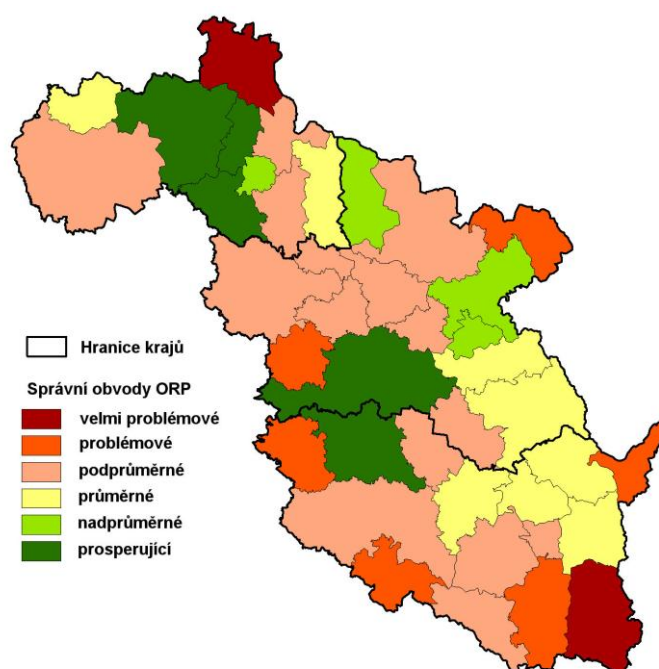 Hranice krajů
Správní obvody ORP
velmi problémové
problémové
podprůměrné
průměrné
nadprůměrné
prosperující